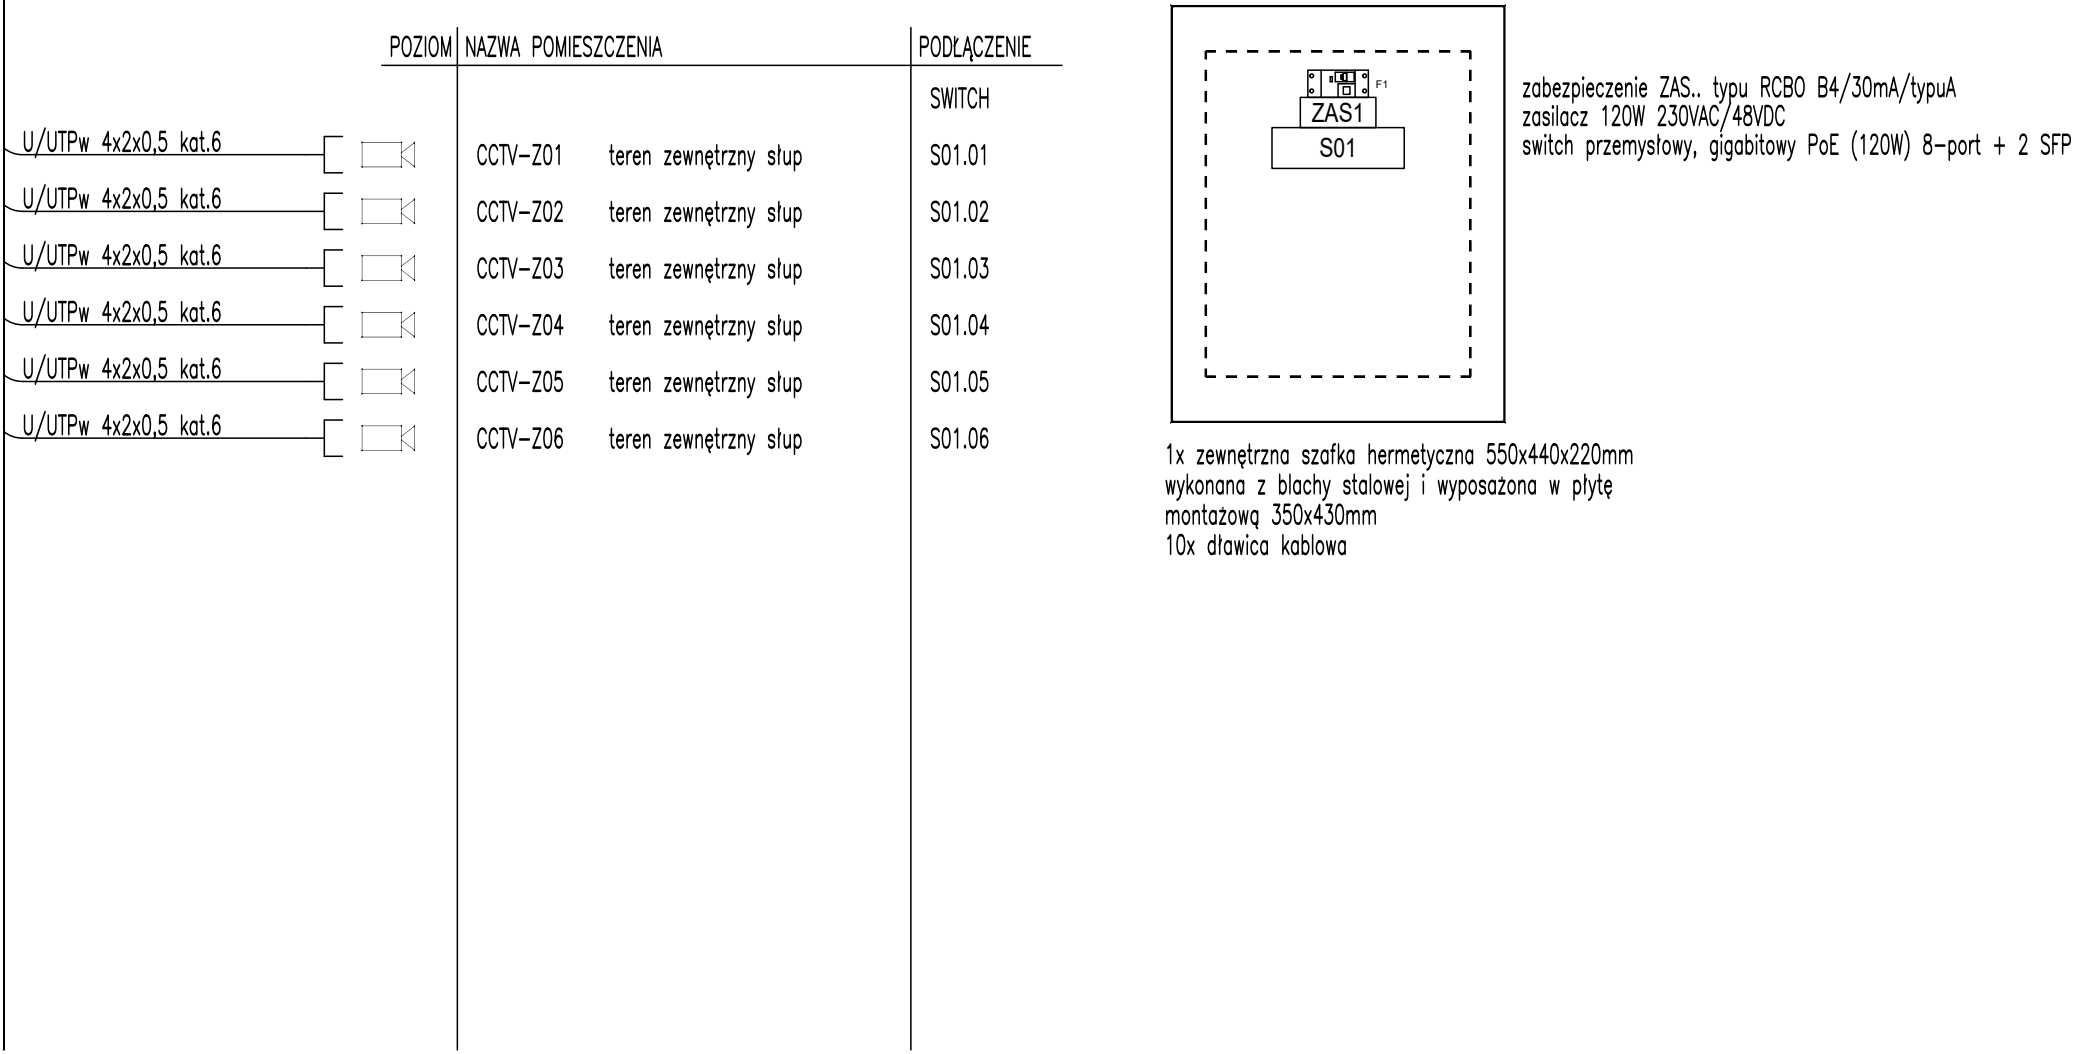 POZIOM NAZWA POMIESZCZENIA PODŁĄCZENIE
SWITCH
U/UTPw 4x2x0,5 kat.6 CCTV-Z01 teren zewnętrzny słup S01.01
U/UTPw 4x2x0,5 kat.6 CCTV-Z02 teren zewnętrzny słup S01.02
U/UTPw 4x2x0,5 kat.6 CCTV-Z03 teren zewnętrzny słup S01.03
U/UTPw 4x2x0,5 kat.6 CCTV-Z04 teren zewnętrzny słup S01.04
U/UTPw 4x2x0,5 kat.6 CCTV-Z05 teren zewnętrzny słup S01.05
U/UTPw 4x2x0,5 kat.6 CCTV-Z06 teren zewnętrzny słup S01.06
F1
ZAS1
S01
zabezpieczenie ZAS.. typu RCBO B4/30mA/typuA
zasilacz 120W 230VAC/48VDC
switch przemysłowy, gigabitowy PoE (120W) 8-port + 2 SFP
1x zewnętrzna szafka hermetyczna 550x440x220mm
wykonana z blachy stalowej i wyposażona w płytę
montażową 350x430mm
10x dławica kablowa